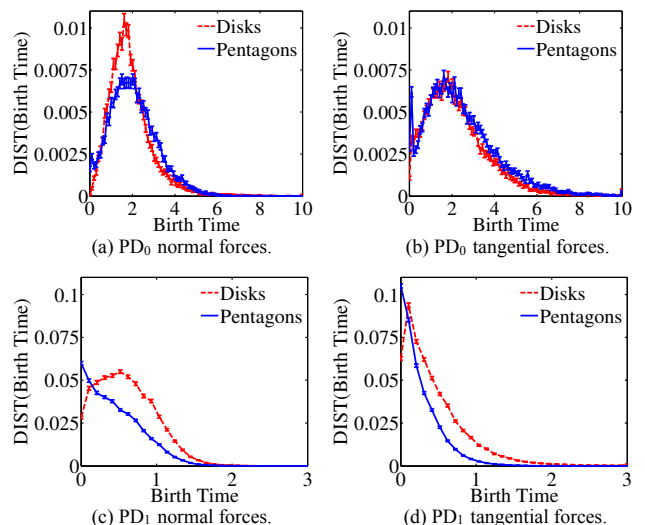 DIST(Birth Time)
0.01
0.0075
0.005
0.0025
0
0 2 4 6 8 10
Birth Time
Disks
Pentagons
(a) PD₀ normal forces.
DIST(Birth Time)
0.01
0.0075
0.005
0.0025
0
0 2 4 6 8 10
Birth Time
Disks
Pentagons
(b) PD₀ tangential forces.
DIST(Birth Time)
0.1
0.075
0.05
0.025
0
0 1 2 3
Birth Time
Disks
Pentagons
(c) PD₁ normal forces.
DIST(Birth Time)
0.1
0.075
0.05
0.025
0
0 1 2 3
Birth Time
Disks
Pentagons
(d) PD₁ tangential forces.